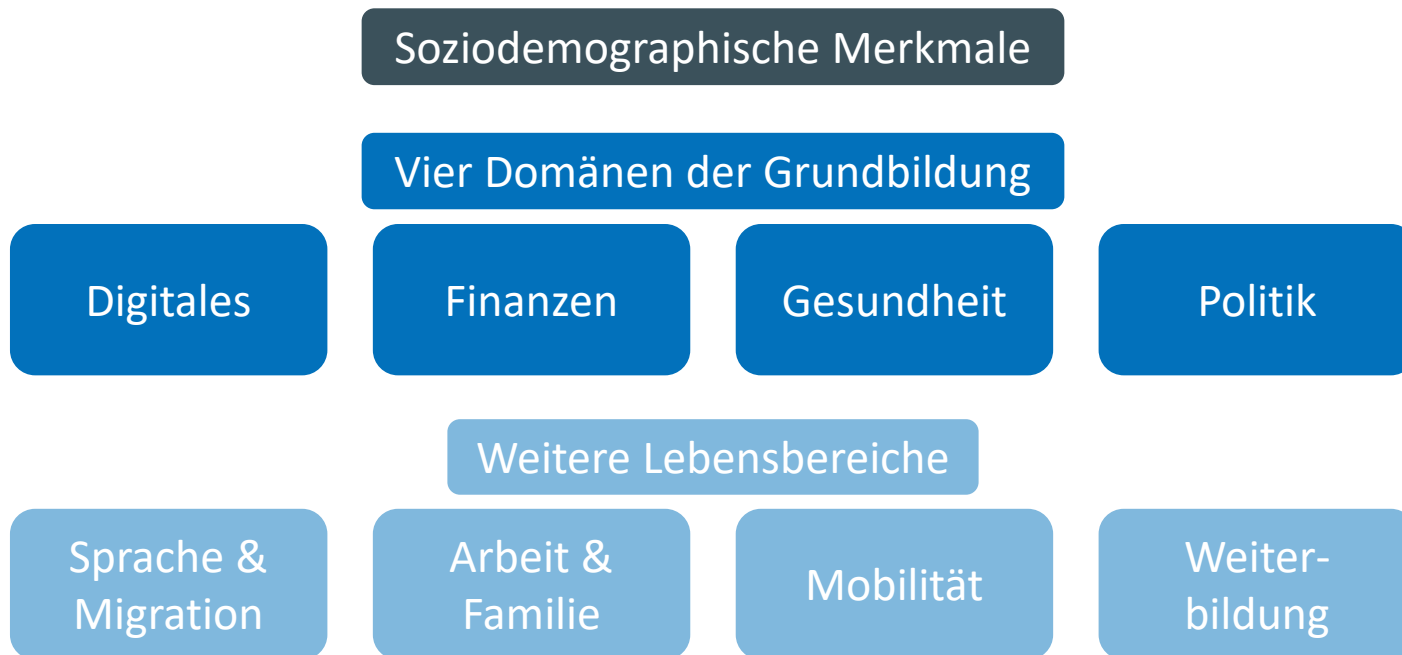 Soziodemographische Merkmale
Vier Domänen der Grundbildung
Digitales
Finanzen
Gesundheit
Politik
Weitere Lebensbereiche
Sprache &
Migration
Arbeit &
Familie
Mobilität
Weiter-
bildung